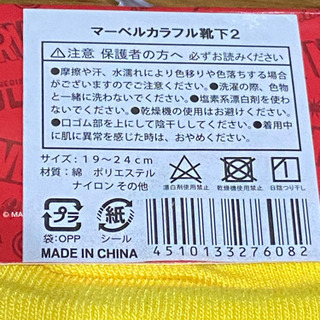 マーベルカラフル靴下2
⚠注意 保護者の方へ 必ずお読みください
●摩擦や汗、水濡れにより色移りや色落ちする場合
がございますのでご注意ください。●洗濯の際、色物
と一緒に洗わないでください。●塩素系漂白剤を使わ
ないでください。●乾燥機の使用はお避けください。
●口ゴム部を上にして陰干ししてください。●着用中
に肌に異常を感じた時は、おやめください。
サイズ:19~24cm
材質:綿 ポリエステル
ナイロン その他
漂白剤使用できない
乾燥機使用できない
日陰つり干し
プラ
紙
袋:OPP
シール
MADE IN CHINA
4510133276082